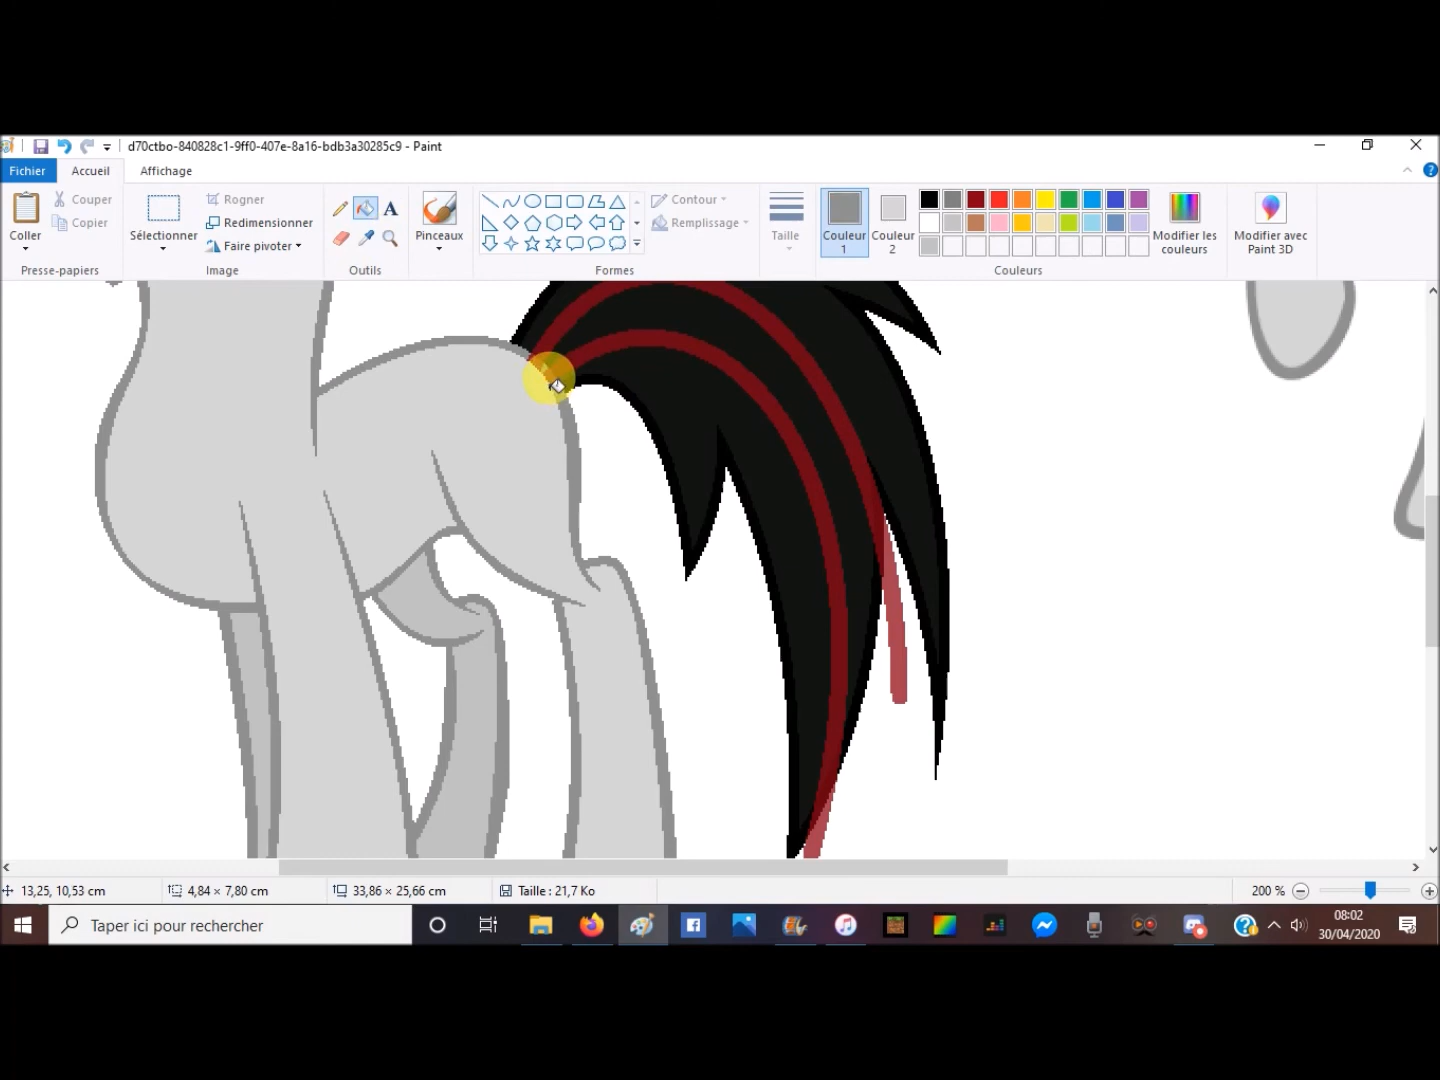 d70ctbo-840828c1-9ff0-407e-8a16-bdb3a30285c9 - Paint
Fichier Accueil Affichage
Coller
Couper
Copier
Presse-papiers
Sélectionner
Rogner
Redimensionner
Faire pivoter
Image
A
Outils
Pinceaux
Contour
Remplissage
Formes
Taille
Couleur 1
Couleur 2
Modifier les couleurs
Couleurs
Modifier avec Paint 3D
13,25, 10,53 cm
4,84 × 7,80 cm
33,86 × 25,66 cm
Taille : 21,7 Ko
200 %
Taper ici pour rechercher
08:02
30/04/2020